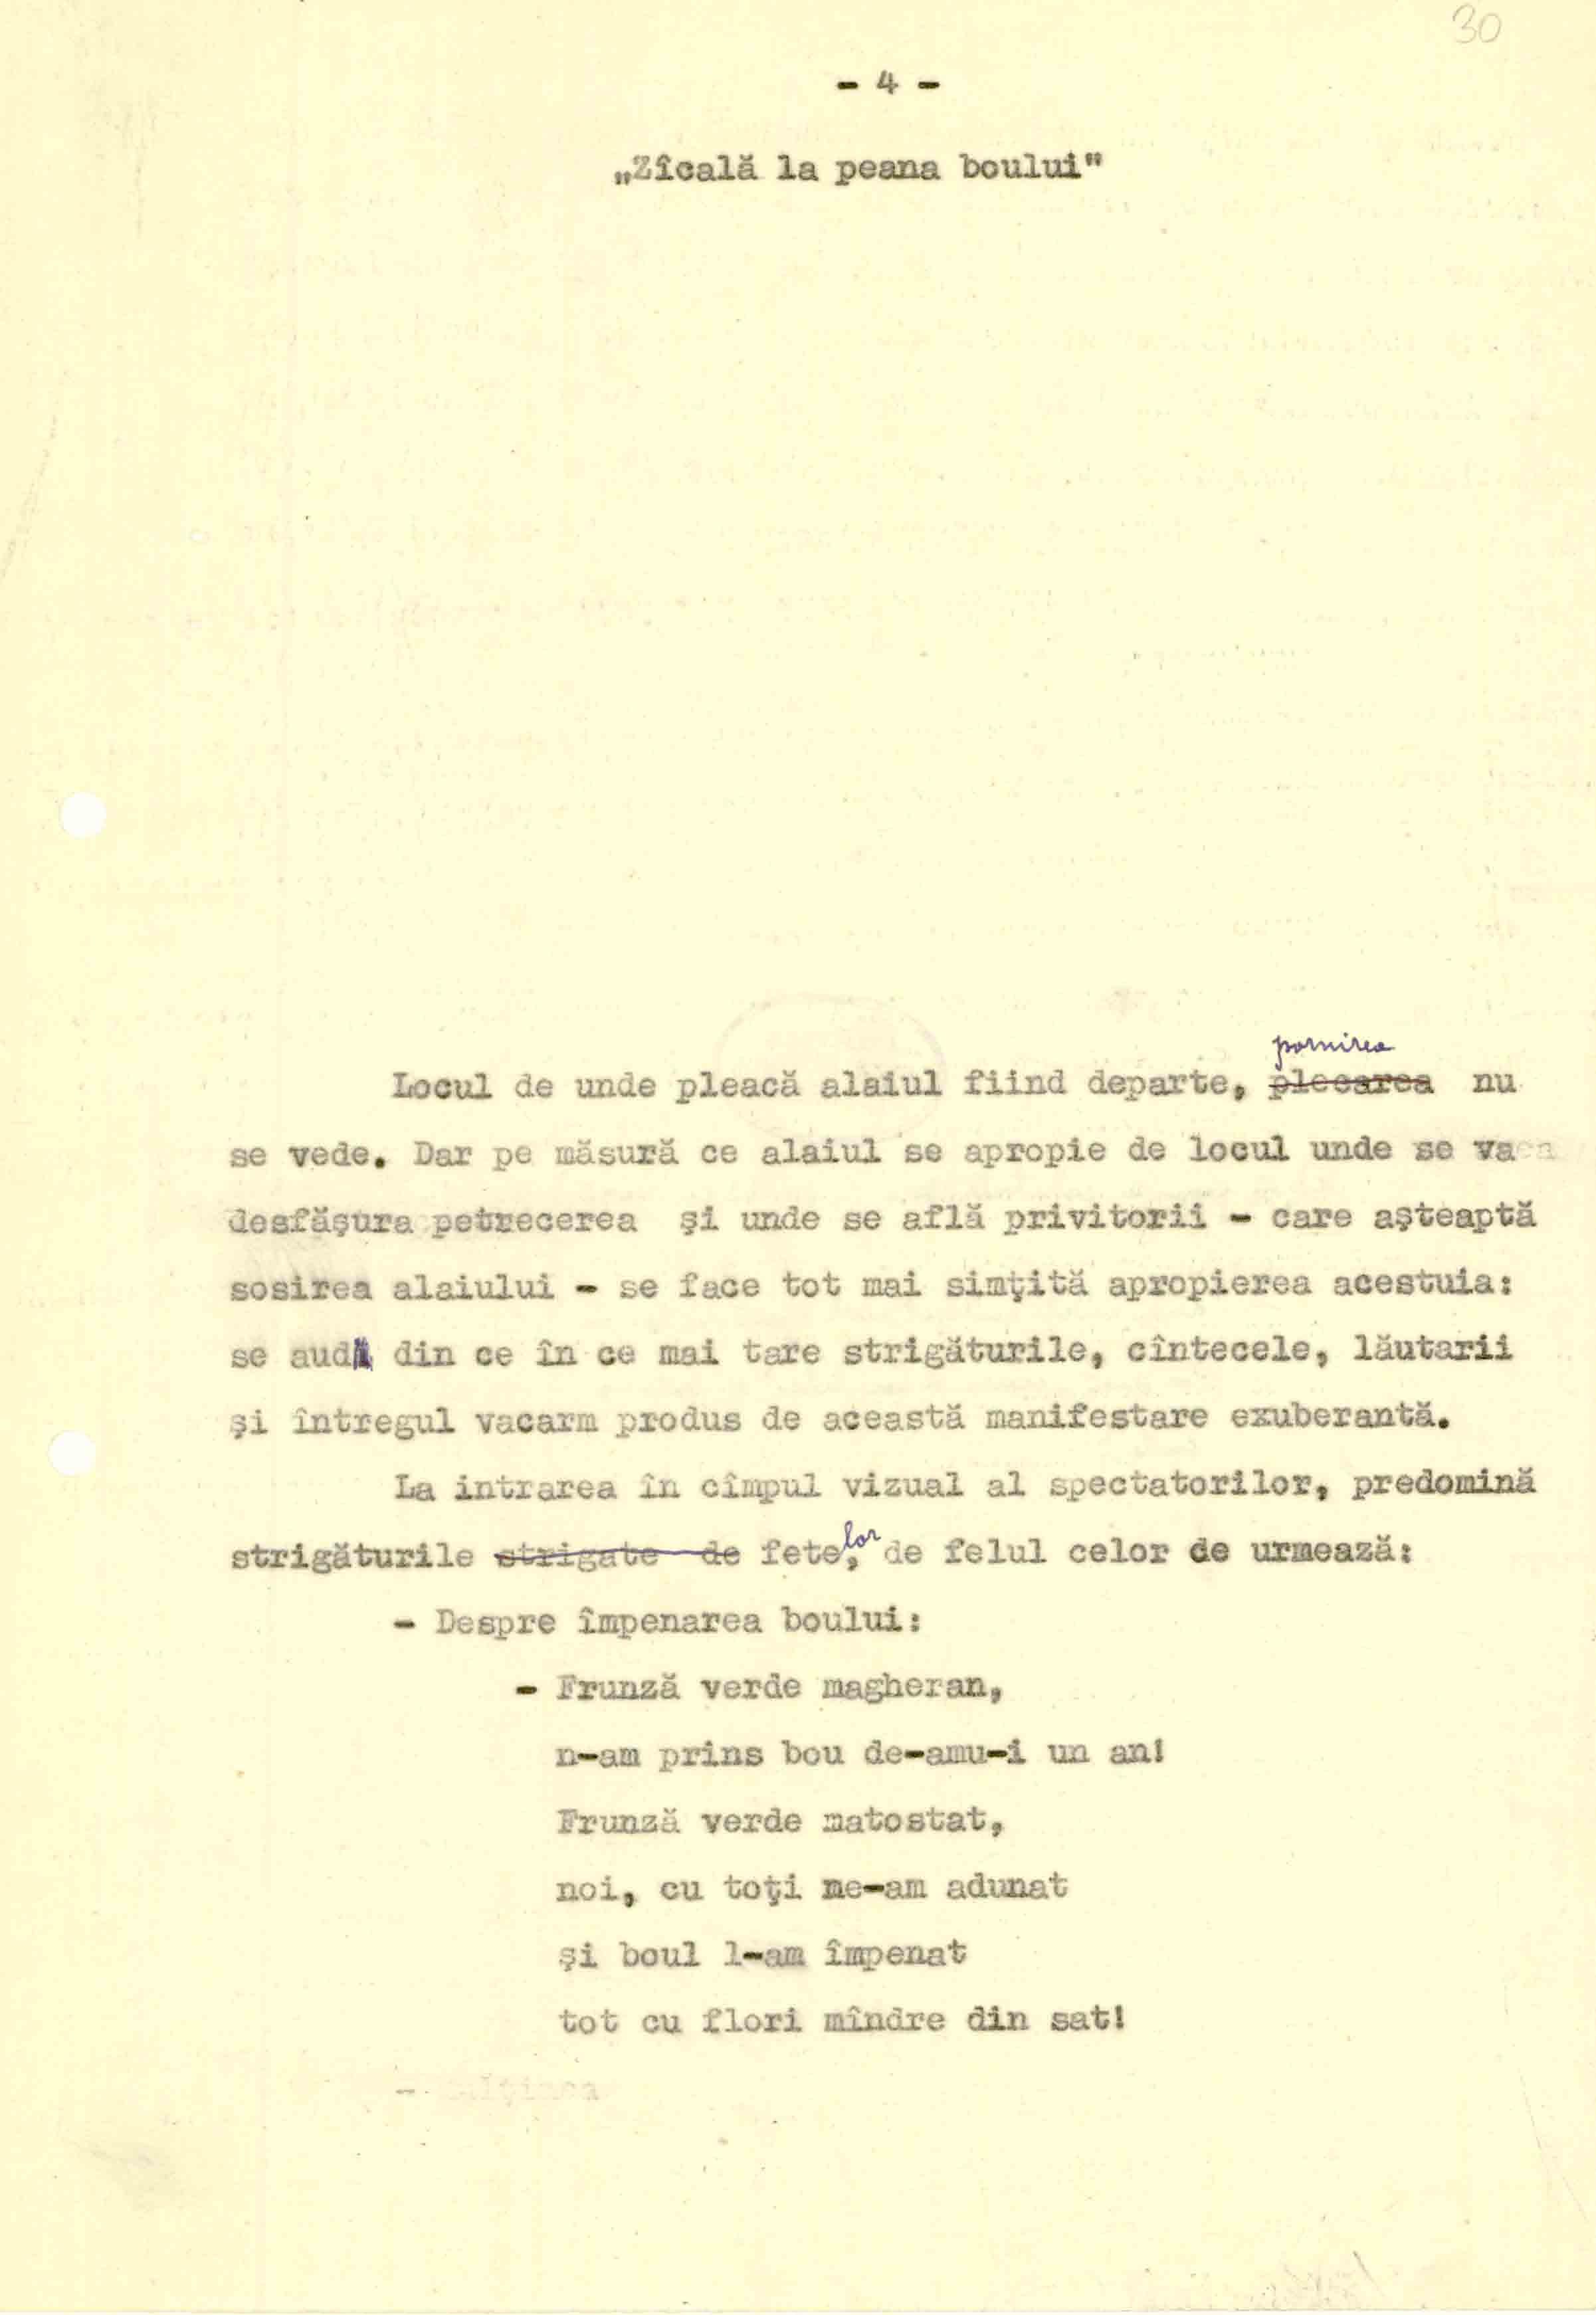 30
- 4 -
„Zîcală la peana boului"
pornirea
Locul de unde pleacă alaiul fiind departe, plecarea nu
se vede. Dar pe măsură ce alaiul se apropie de locul unde se va
desfăşura petrecerea şi unde se află privitorii - care aşteaptă
sosirea alaiului - se face tot mai simţită apropierea acestuia:
se aud din ce în ce mai tare strigăturile, cîntecele, lăutarii
şi întregul vacarm produs de această manifestare exuberantă.
La intrarea în cîmpul vizual al spectatorilor, predomină
strigăturile strigate de fetelor, de felul celor de urmează:
- Despre împenarea boului:
- Frunză verde magheran,
n-am prins bou de-amu-i un an!
Frunză verde matostat,
noi, cu toţi ne-am adunat
şi boul l-am împenat
tot cu flori mîndre din sat!